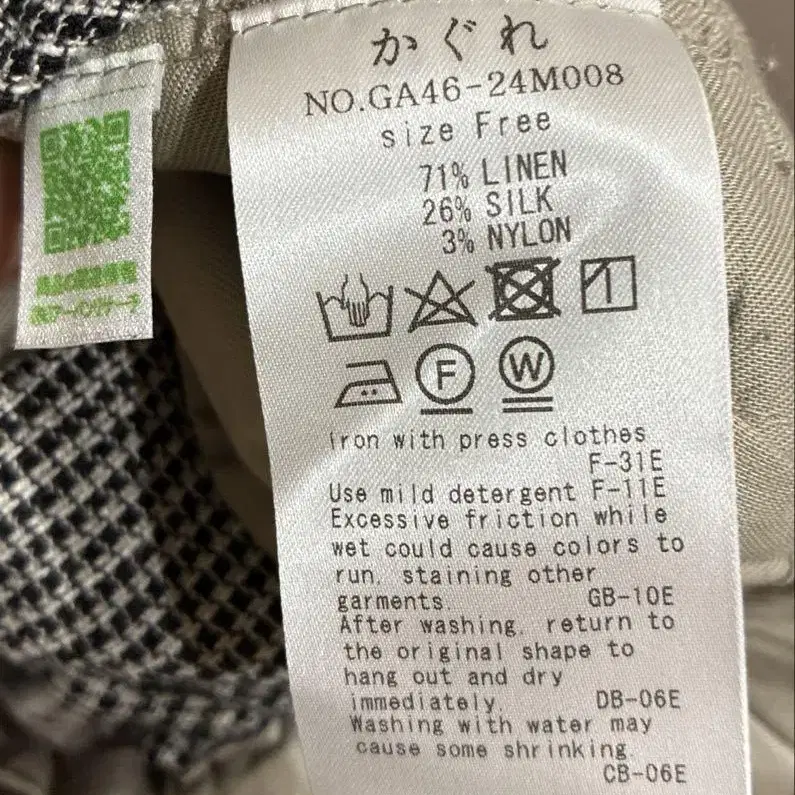 かぐれ
NO.GA46-24M008
size Free
71% LINEN
26% SILK
3% NYLON
F
W
Iron with press clothes
F-31E
Use mild detergent F-11E
Excessive friction while
wet could cause colors to
run, staining other
garments. GB-10E
After washing, return to
the original shape to
hang out and dry
immediately. DB-06E
Washing with water may
cause some shrinking.
CB-06E